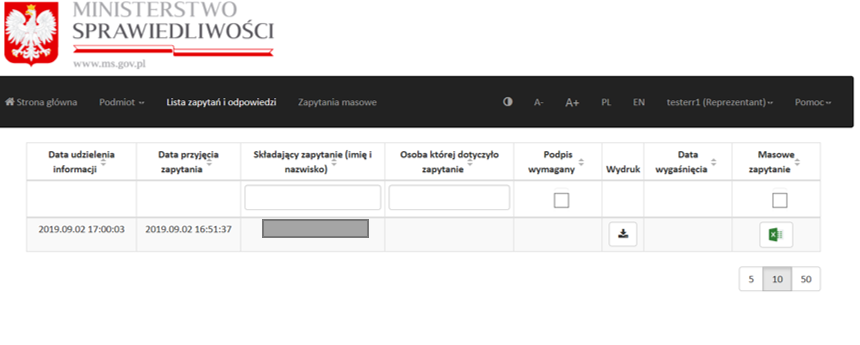 MINISTERSTWO
SPRAWIEDLIWOŚCI
www.ms.gov.pl
Strona główna Podmiot Lista zapytań i odpowiedzi Zapytania masowe A- A+ PL EN testerr1 (Reprezentant) Pomoc
Data udzielenia informacji Data przyjęcia zapytania Składający zapytanie (imię i nazwisko) Osoba której dotyczyło zapytanie Podpis wymagany Wydruk Data wygaśnięcia Masowe zapytanie
2019.09.02 17:00:03 2019.09.02 16:51:37
5 10 50